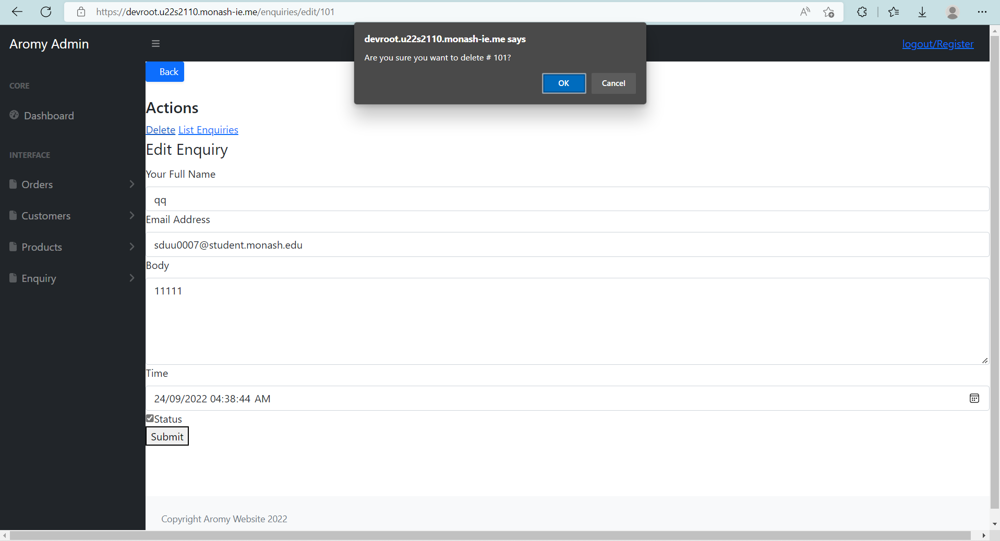 https://devroot.u22s2110.monash-ie.me/enquiries/edit/101
devroot.u22s2110.monash-ie.me says
Are you sure you want to delete # 101?
OK Cancel
Aromy Admin
logout/Register
CORE
Dashboard
INTERFACE
Orders
Customers
Products
Enquiry
Back
Actions
Delete List Enquiries
Edit Enquiry
Your Full Name
qq
Email Address
sduu0007@student.monash.edu
Body
11111
Time
24/09/2022 04:38:44 AM
Status
Submit
Copyright Aromy Website 2022